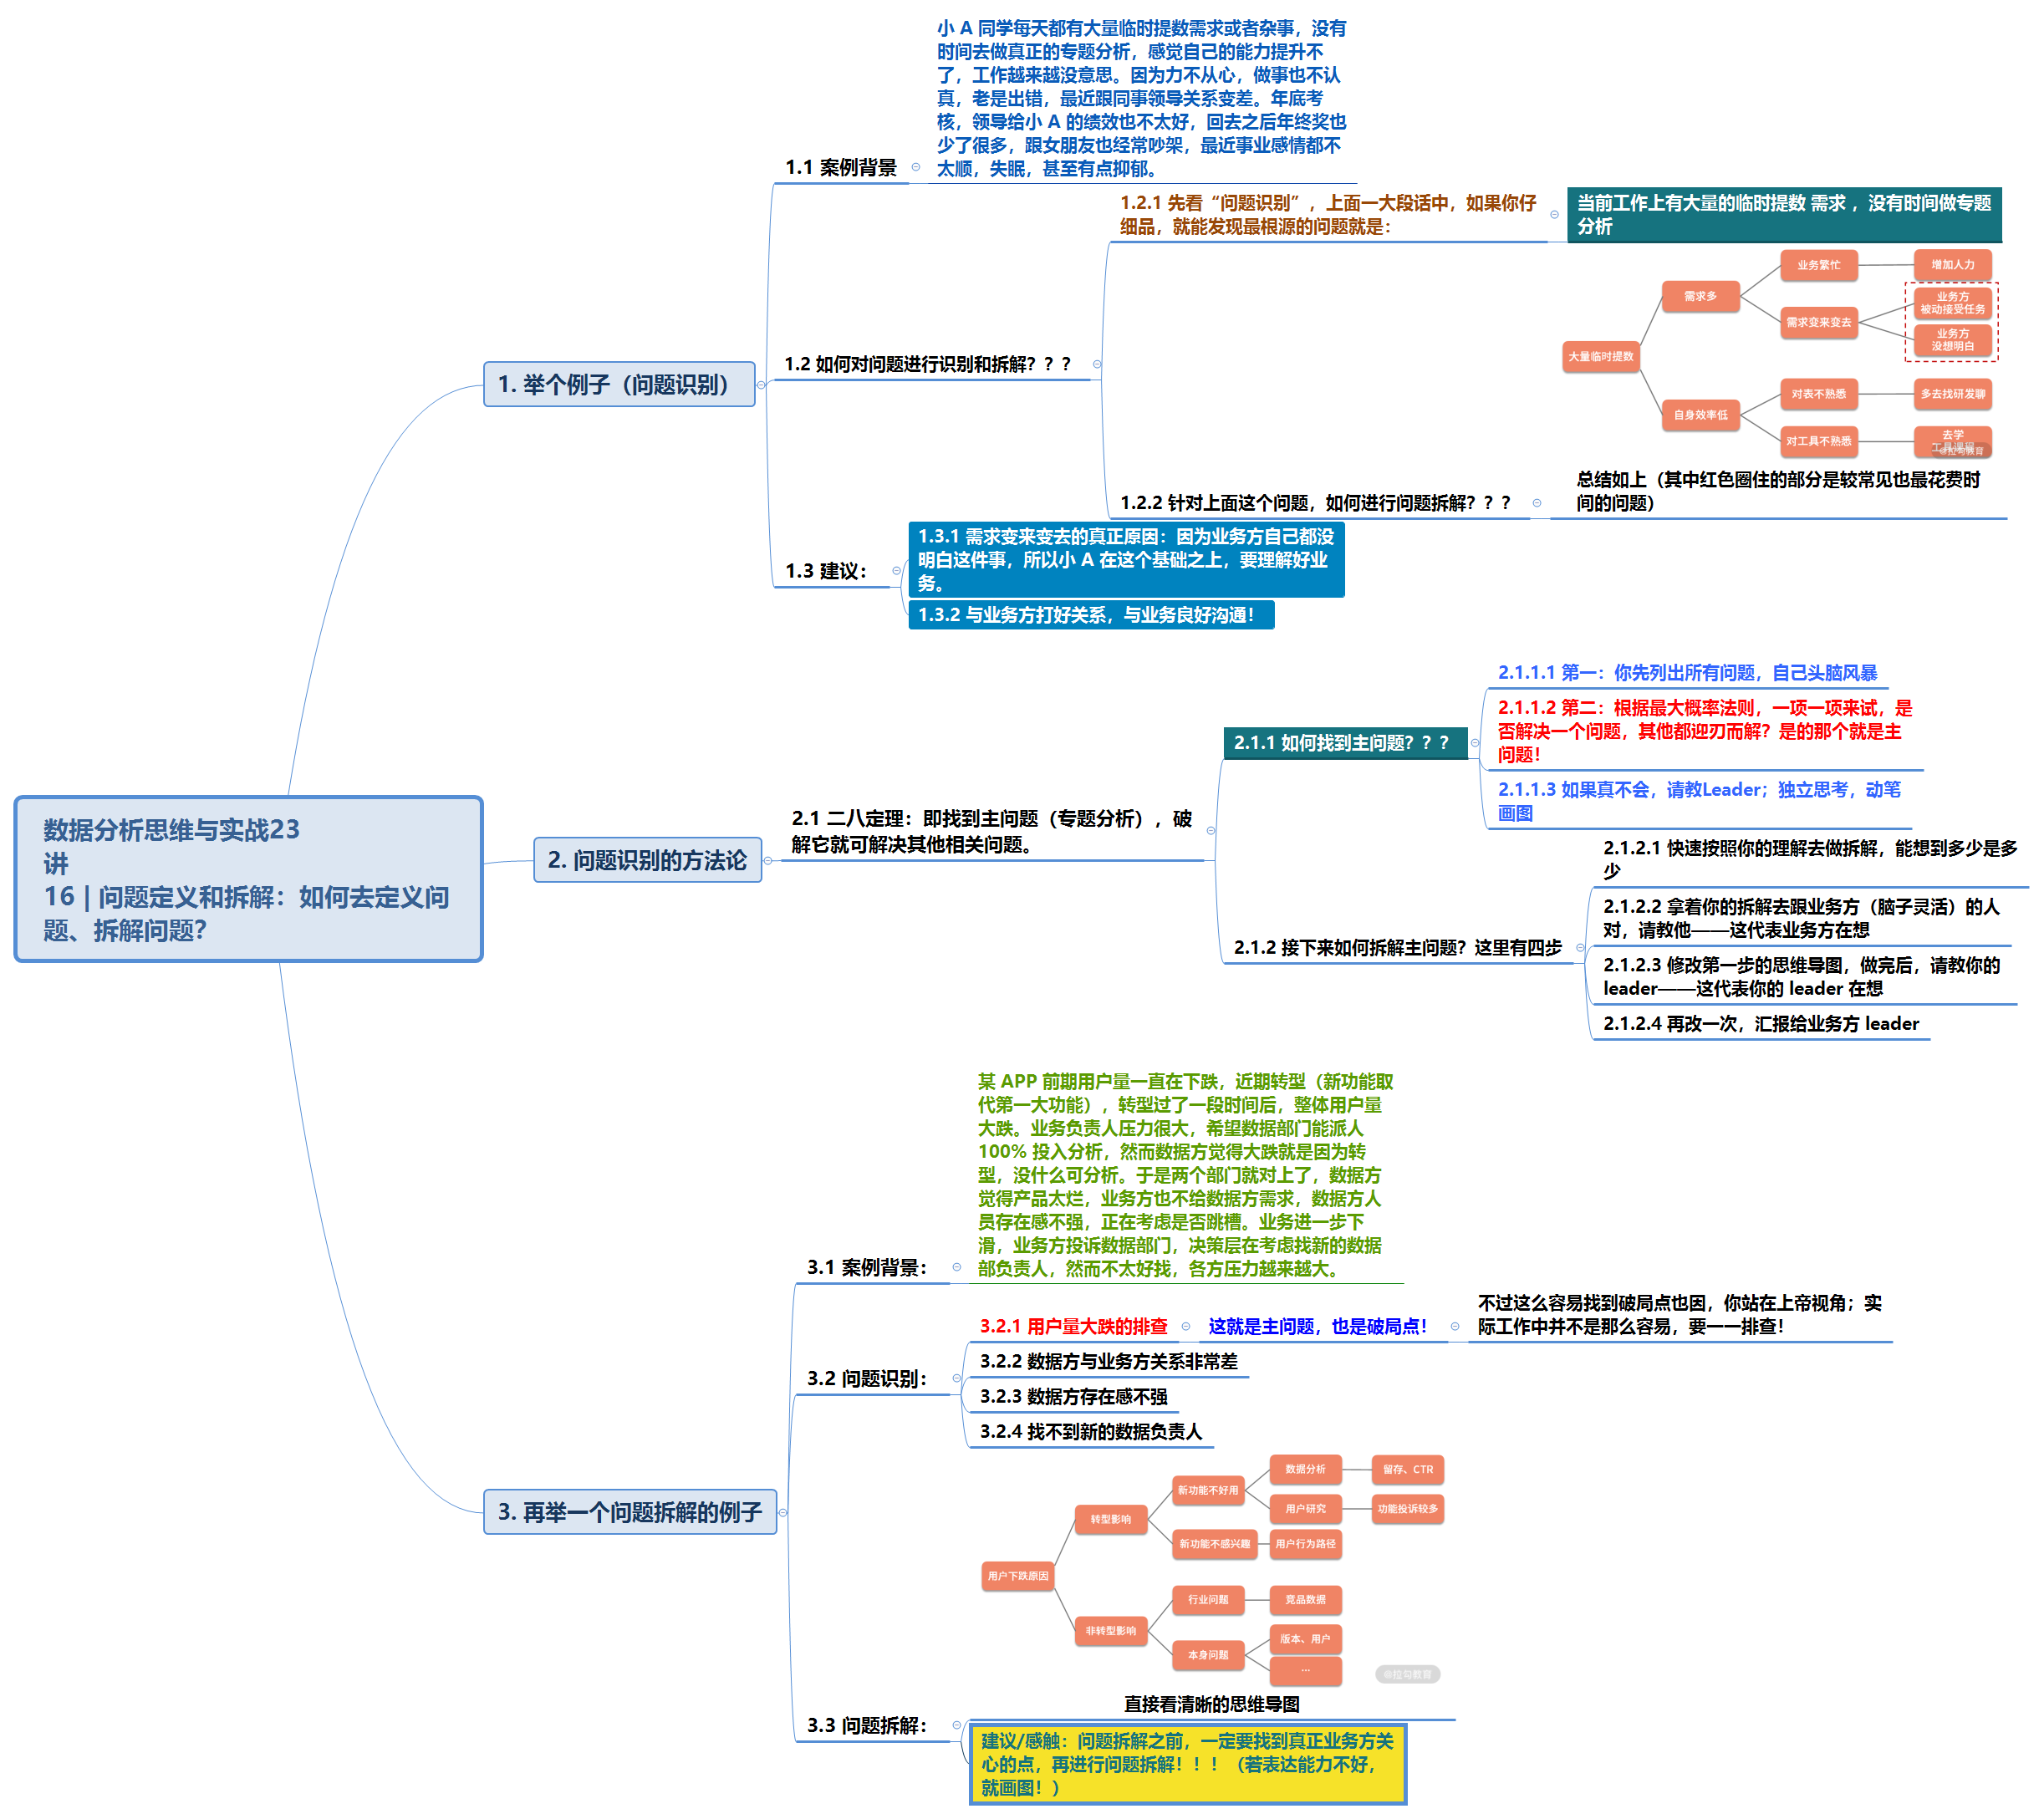 数据分析思维与实战23
讲
16 | 问题定义和拆解：如何去定义问
题、拆解问题？
1. 举个例子（问题识别）
1.1 案例背景
小 A 同学每天都有大量临时提数需求或者杂事，没有
时间去做真正的专题分析，感觉自己的能力提升不
了，工作越来越没意思。因为力不从心，做事也不认
真，老是出错，最近跟同事领导关系变差。年底考
核，领导给小 A 的绩效也不太好，回去之后年终奖也
少了很多，跟女朋友也经常吵架，最近事业感情都不
太顺，失眠，甚至有点抑郁。
1.2 如何对问题进行识别和拆解？？？
1.2.1 先看“问题识别”，上面一大段话中，如果你仔
细品，就能发现最根源的问题就是：
当前工作上有大量的临时提数 需求 ，没有时间做专题
分析
大量临时提数
需求多
业务繁忙
增加人力
需求变来变去
业务方
被动接受任务
业务方
没想明白
自身效率低
对表不熟悉
多去找研发聊
对工具不熟悉
去学
工具课程
@拉勾教育
1.2.2 针对上面这个问题，如何进行问题拆解？？？
总结如上（其中红色圈住的部分是较常见也最花费时
间的问题）
1.3 建议：
1.3.1 需求变来变去的真正原因：因为业务方自己都没
明白这件事，所以小 A 在这个基础之上，要理解好业
务。
1.3.2 与业务方打好关系，与业务良好沟通！
2. 问题识别的方法论
2.1 二八定理：即找到主问题（专题分析），破
解它就可解决其他相关问题。
2.1.1 如何找到主问题？？？
2.1.1.1 第一：你先列出所有问题，自己头脑风暴
2.1.1.2 第二：根据最大概率法则，一项一项来试，是
否解决一个问题，其他都迎刃而解？是的那个就是主
问题！
2.1.1.3 如果真不会，请教Leader；独立思考，动笔
画图
2.1.2 接下来如何拆解主问题？这里有四步
2.1.2.1 快速按照你的理解去做拆解，能想到多少是多
少
2.1.2.2 拿着你的拆解去跟业务方（脑子灵活）的人
对，请教他——这代表业务方在想
2.1.2.3 修改第一步的思维导图，做完后，请教你的
leader——这代表你的 leader 在想
2.1.2.4 再改一次，汇报给业务方 leader
3. 再举一个问题拆解的例子
3.1 案例背景：
某 APP 前期用户量一直在下跌，近期转型（新功能取
代第一大功能），转型过了一段时间后，整体用户量
大跌。业务负责人压力很大，希望数据部门能派人
100% 投入分析，然而数据方觉得大跌就是因为转
型，没什么可分析。于是两个部门就对上了，数据方
觉得产品太烂，业务方也不给数据方需求，数据方人
员存在感不强，正在考虑是否跳槽。业务进一步下
滑，业务方投诉数据部门，决策层在考虑找新的数据
部负责人，然而不太好找，各方压力越来越大。
3.2 问题识别：
3.2.1 用户量大跌的排查
这就是主问题，也是破局点！
不过这么容易找到破局点也因，你站在上帝视角；实
际工作中并不是那么容易，要一一排查！
3.2.2 数据方与业务方关系非常差
3.2.3 数据方存在感不强
3.2.4 找不到新的数据负责人
3.3 问题拆解：
用户下跌原因
转型影响
新功能不好用
数据分析
留存、CTR
用户研究
功能投诉较多
新功能不感兴趣
用户行为路径
非转型影响
行业问题
竞品数据
本身问题
版本、用户
...
@拉勾教育
直接看清晰的思维导图
建议/感触：问题拆解之前，一定要找到真正业务方关
心的点，再进行问题拆解！！！（若表达能力不好，
就画图！）